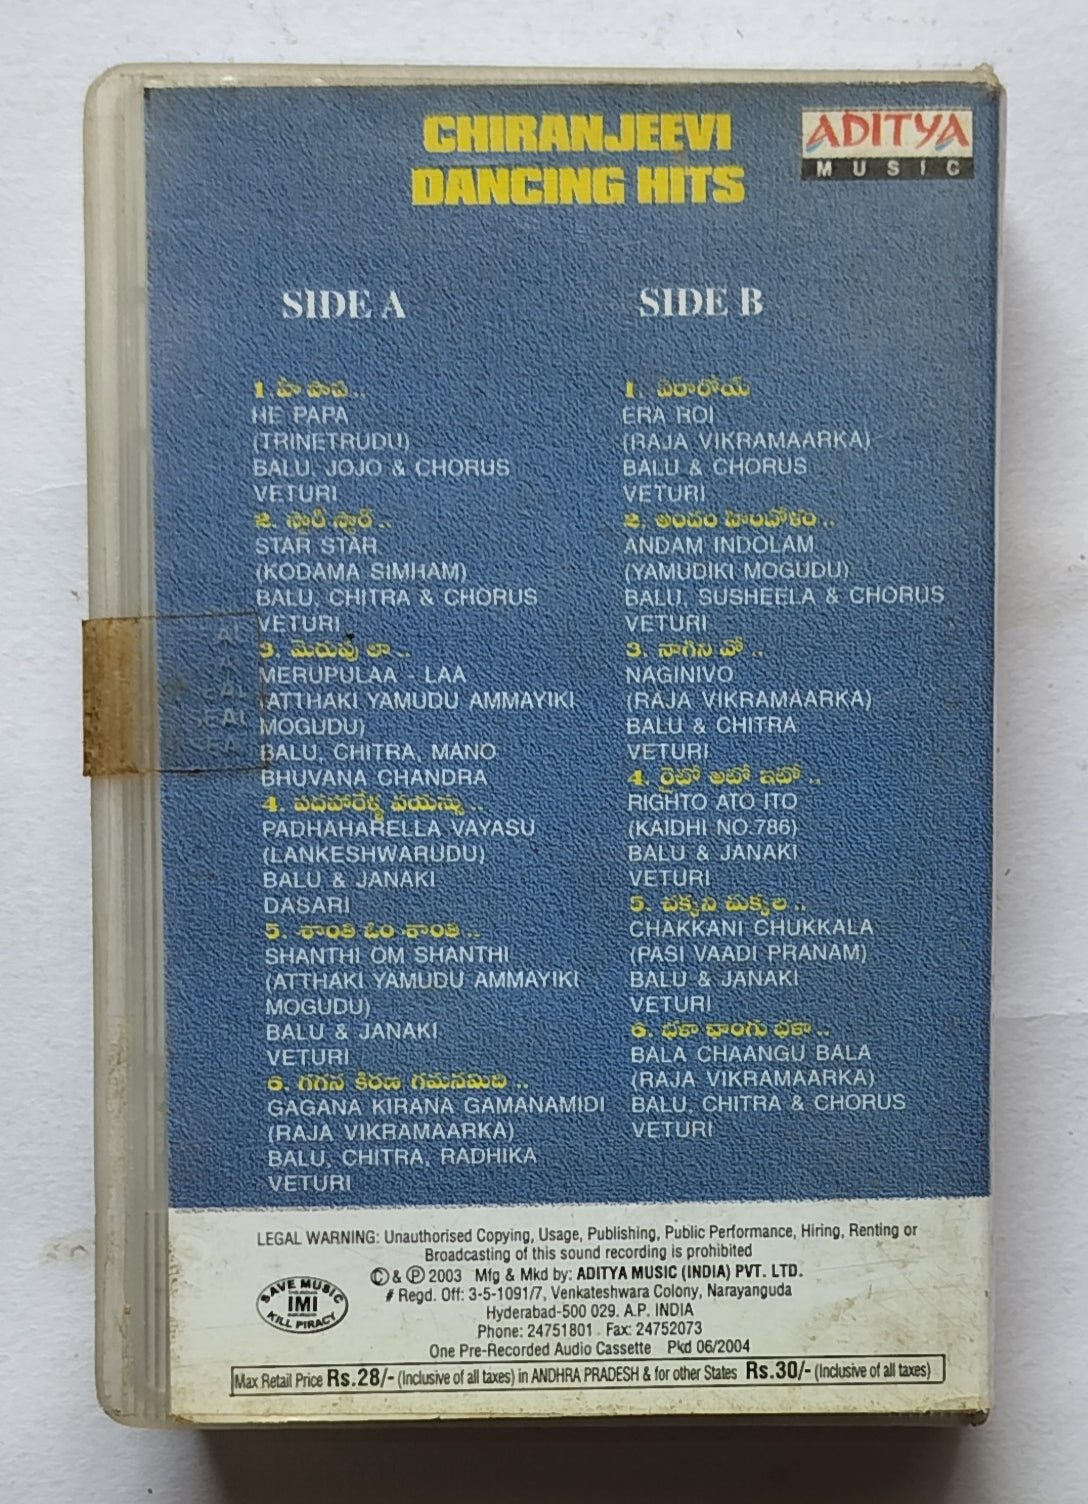 CHIRANJEEVI
DANCING HITS
ADITYA
MUSIC
SIDE A
1. హే పాప..
HE PAPA
(TRINETRUDU)
BALU, JOJO & CHORUS
VETURI
2. స్టార్ స్టార్..
STAR STAR
(KODAMA SIMHAM)
BALU, CHITRA & CHORUS
VETURI
3. మెరుపు లా..
MERUPULAA - LAA
(ATTHAKI YAMUDU AMMAYIKI
MOGUDU)
BALU, CHITRA, MANO
BHUVANA CHANDRA
4. పదహారేళ్ళ వయస్సు..
PADHAHARELLA VAYASU
(LANKESHWARUDU)
BALU & JANAKI
DASARI
5. శాంతి ఓం శాంతి..
SHANTHI OM SHANTHI
(ATTHAKI YAMUDU AMMAYIKI
MOGUDU)
BALU & JANAKI
VETURI
6. గగన కిరణ గమనమిది..
GAGANA KIRANA GAMANAMIDI
(RAJA VIKRAMAARKA)
BALU, CHITRA, RADHIKA
VETURI
SIDE B
1. ఏరారోయ్
ERA ROI
(RAJA VIKRAMAARKA)
BALU & CHORUS
VETURI
2. అందం హిందోళం..
ANDAM INDOLAM
(YAMUDIKI MOGUDU)
BALU, SUSHEELA & CHORUS
VETURI
3. నాగిని వో..
NAGINIVO
(RAJA VIKRAMAARKA)
BALU & CHITRA
VETURI
4. రైటో అటో ఇటో..
RIGHTO ATO ITO
(KAIDHI NO.786)
BALU & JANAKI
VETURI
5. చక్కని చుక్కల..
CHAKKANI CHUKKALA
(PASI VAADI PRANAM)
BALU & JANAKI
VETURI
6. భళా భాంగు భళా..
BALA CHAANGU BALA
(RAJA VIKRAMAARKA)
BALU, CHITRA & CHORUS
VETURI
SEAL
LEGAL WARNING: Unauthorised Copying, Usage, Publishing, Public Performance, Hiring, Renting or
Broadcasting of this sound recording is prohibited
© & ℗ 2003 Mfg & Mkd by: ADITYA MUSIC (INDIA) PVT. LTD.
# Regd. Off: 3-5-1091/7, Venkateshwara Colony, Narayanguda
Hyderabad-500 029. A.P. INDIA
Phone: 24751801 . Fax: 24752073
One Pre-Recorded Audio Cassette Pkd 06/2004
SAVE MUSIC
IMI
KILL PIRACY
Max Retail Price Rs.28/- (Inclusive of all taxes) in ANDHRA PRADESH & for other States Rs.30/- (Inclusive of all taxes)